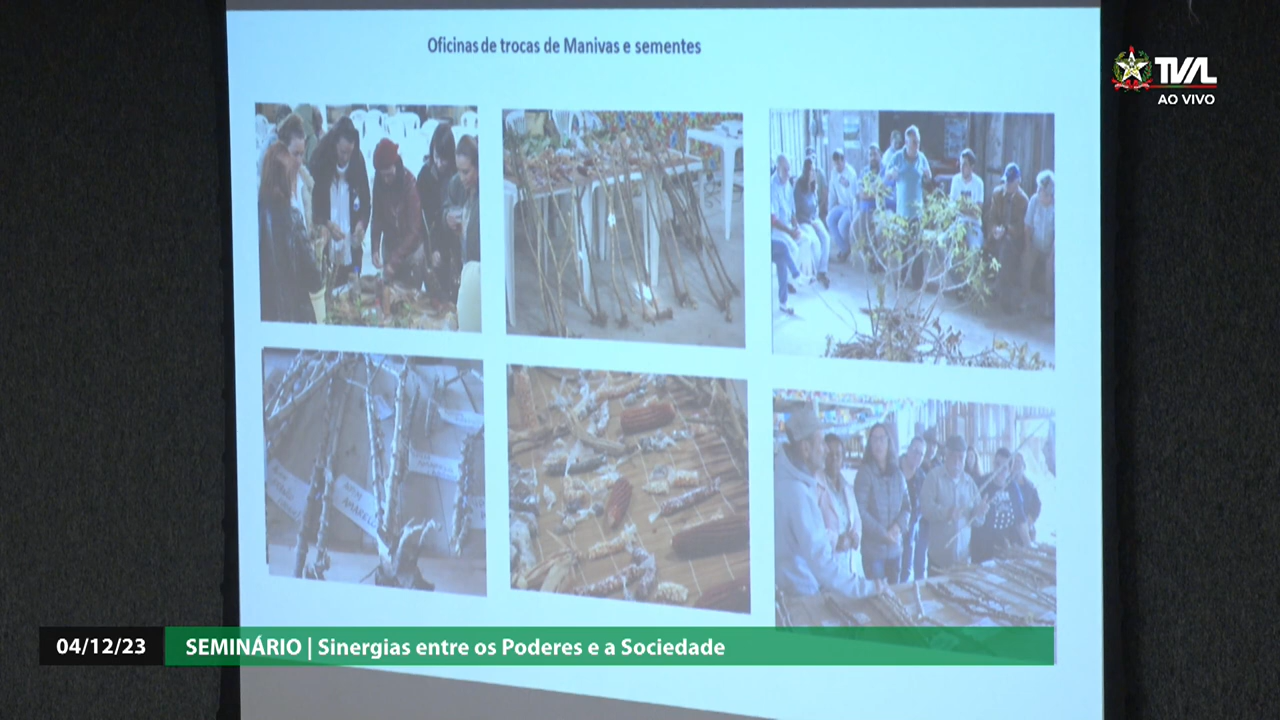 Oficinas de trocas de Manivas e sementes
TVAL
AO VIVO
04/12/23
SEMINÁRIO | Sinergias entre os Poderes e a Sociedade